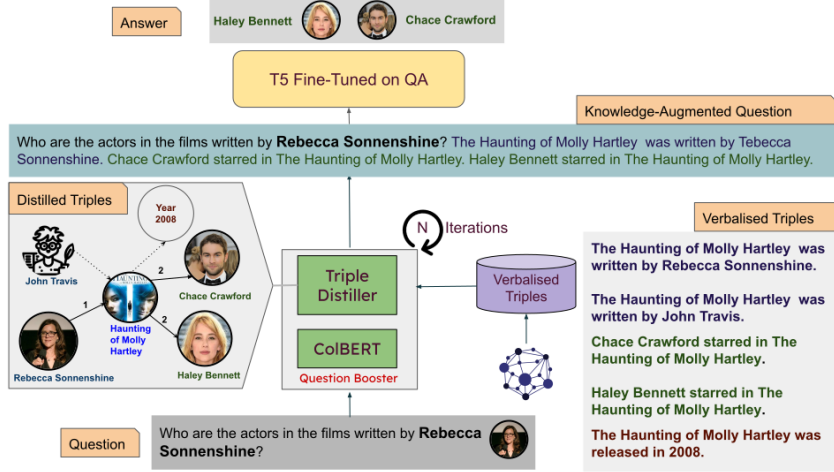 Answer
Haley Bennett
Chace Crawford
T5 Fine-Tuned on QA
Knowledge-Augmented Question
Who are the actors in the films written by Rebecca Sonnenshine? The Haunting of Molly Hartley was written by Tebecca
Sonnenshine. Chace Crawford starred in The Haunting of Molly Hartley. Haley Bennett starred in The Haunting of Molly Hartley.
Distilled Triples
Year
2008
John Travis
HAUNTING
2
Chace Crawford
1
Haunting
of Molly
Hartley
2
Rebecca Sonnenshine
Haley Bennett
N Iterations
Triple
Distiller
ColBERT
Question Booster
Verbalised
Triples
Verbalised Triples
The Haunting of Molly Hartley was
written by Rebecca Sonnenshine.
The Haunting of Molly Hartley was
written by John Travis.
Chace Crawford starred in The
Haunting of Molly Hartley.
Haley Bennett starred in The
Haunting of Molly Hartley.
The Haunting of Molly Hartley was
released in 2008.
Question
Who are the actors in the films written by Rebecca
Sonnenshine?